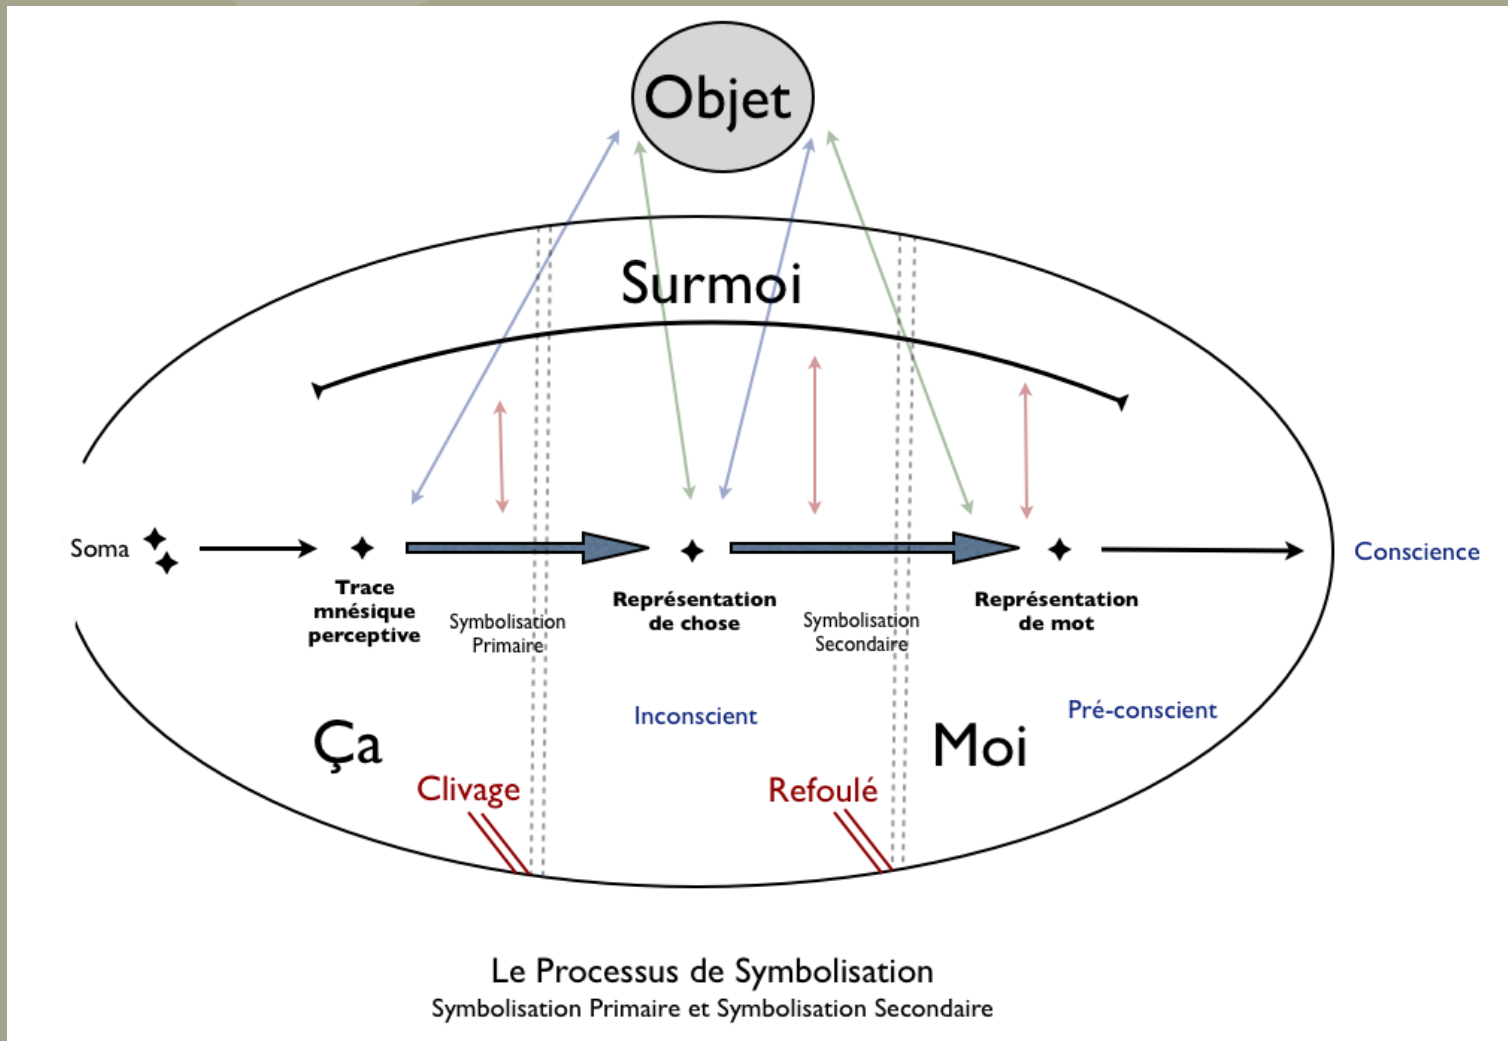 Objet
Surmoi
Soma
Conscience
Trace
mnésique
perceptive
Symbolisation
Primaire
Représentation
de chose
Symbolisation
Secondaire
Représentation
de mot
Inconscient
Pré-conscient
Ça
Moi
Clivage
Refoulé
Le Processus de Symbolisation
Symbolisation Primaire et Symbolisation Secondaire